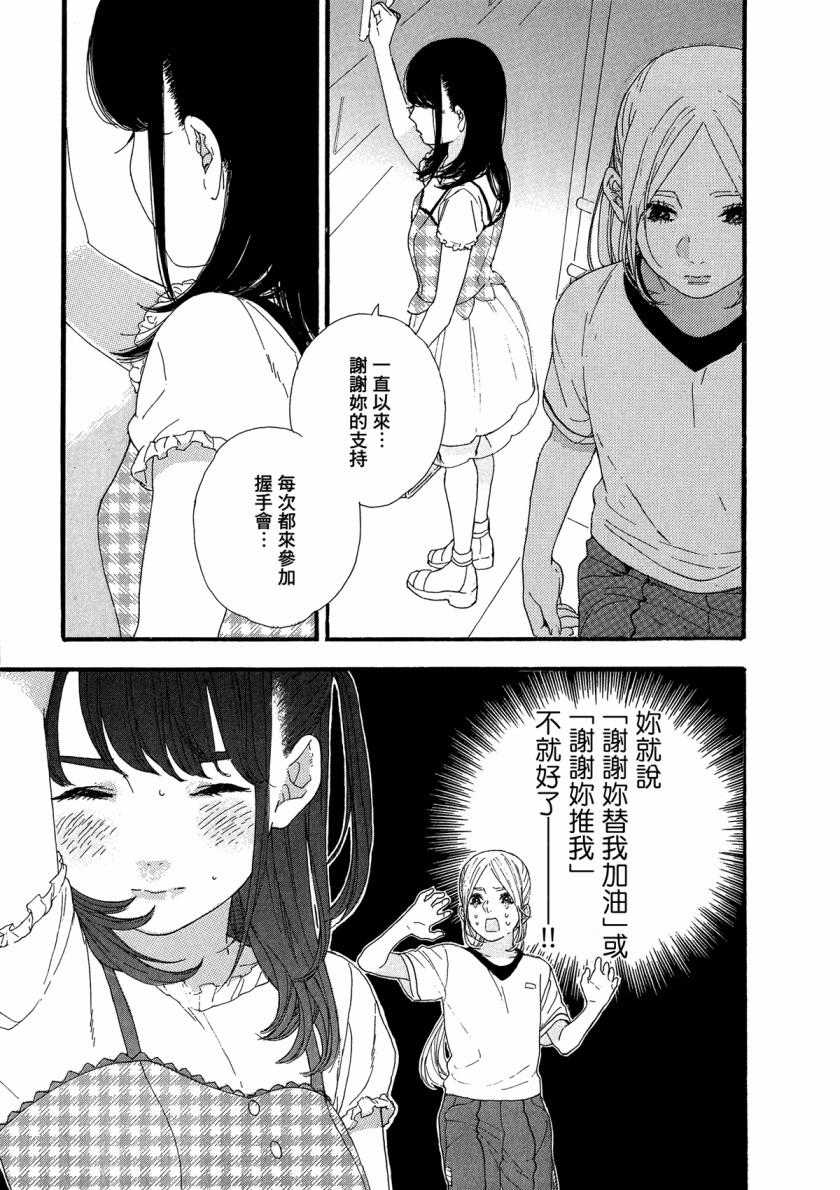 一直以來…
謝謝妳的支持
每次都來參加
握手會…
妳就說
「謝謝妳替我加油」或
「謝謝妳推我」
不就好了——!!